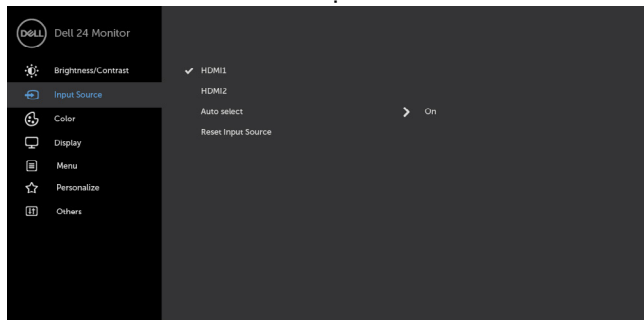 DELL Dell 24 Monitor
Brightness/Contrast
Input Source
Color
Display
Menu
Personalize
Others
HDMI1
HDMI2
Auto select On
Reset Input Source